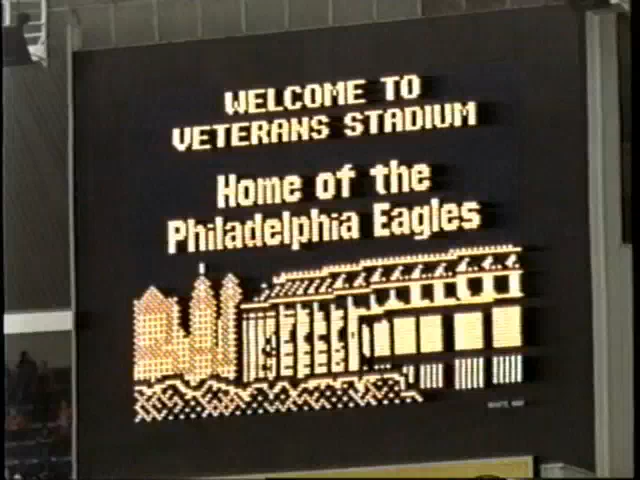 WELCOME TO
VETERANS STADIUM
Home of the
Philadelphia Eagles